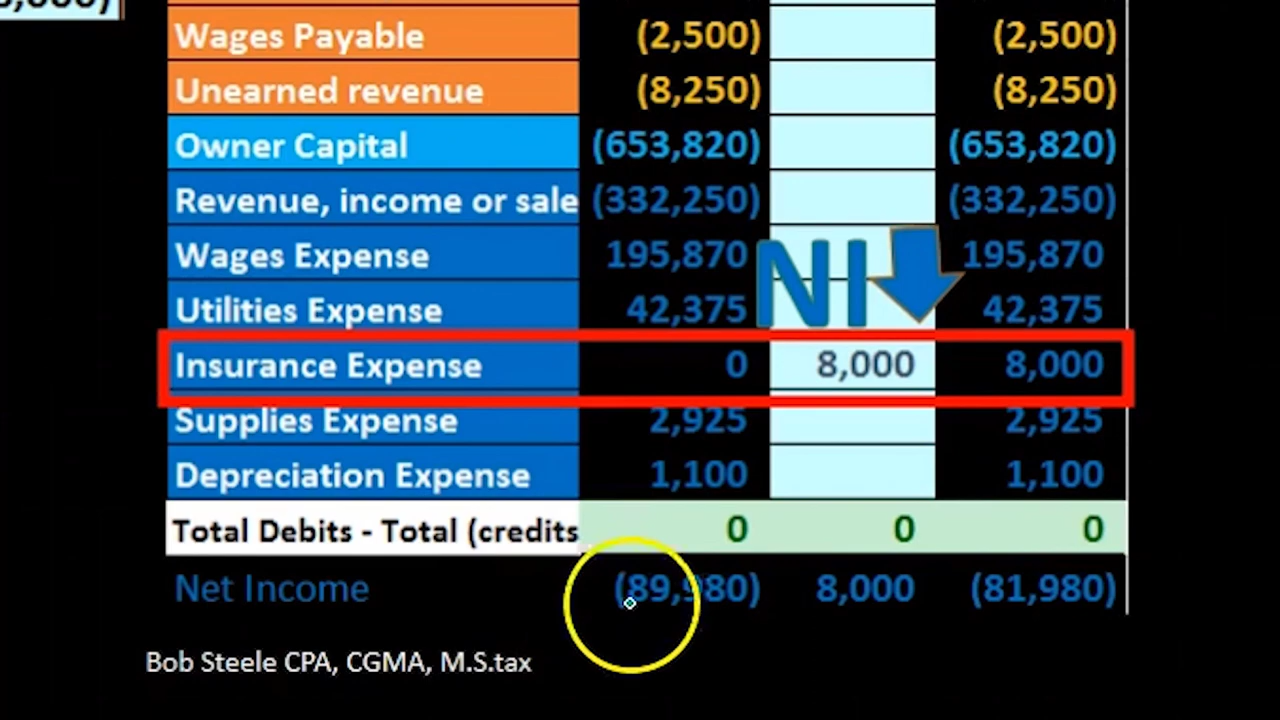 Wages Payable (2,500) (2,500)
Unearned revenue (8,250) (8,250)
Owner Capital (653,820) (653,820)
Revenue, income or sale (332,250) (332,250)
Wages Expense 195,870 195,870
NI
Utilities Expense 42,375 42,375
Insurance Expense 0 8,000 8,000
Supplies Expense 2,925 2,925
Depreciation Expense 1,100 1,100
Total Debits - Total (credits 0 0 0
Net Income (89,980) 8,000 (81,980)
Bob Steele CPA, CGMA, M.S.tax